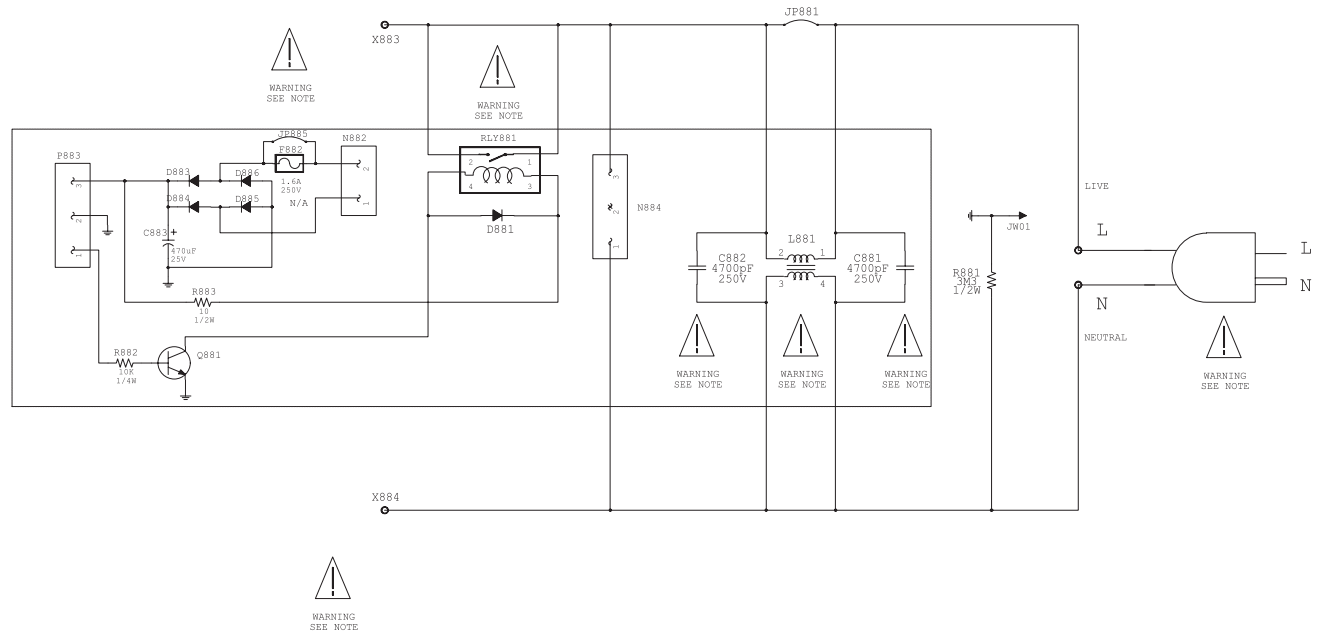 JP881
X883
WARNING
SEE NOTE
WARNING
SEE NOTE
P883
3
2
1
D883
D886
D884
D885
JP885
F882
1.6A
250V
N/A
N882
2
1
C883
+
470uF
25V
R883
10
1/2W
R882
10K
1/4W
Q881
RLY881
2
1
4
3
D881
N884
3
2
1
C882
4700pF
250V
L881
2
1
3
4
C881
4700pF
250V
WARNING
SEE NOTE
WARNING
SEE NOTE
WARNING
SEE NOTE
JW01
R881
3M3
1/2W
LIVE
L
N
NEUTRAL
L
N
WARNING
SEE NOTE
X884
WARNING
SEE NOTE